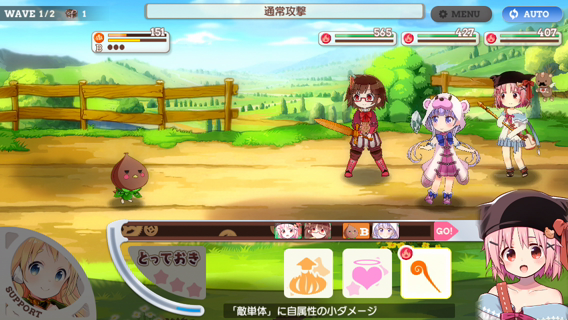 WAVE 1/2 1
通常攻撃
MENU
AUTO
151
B
565
427
407
B
GO!
とっておき
SUPPORT
「敵単体」に自属性の小ダメージ